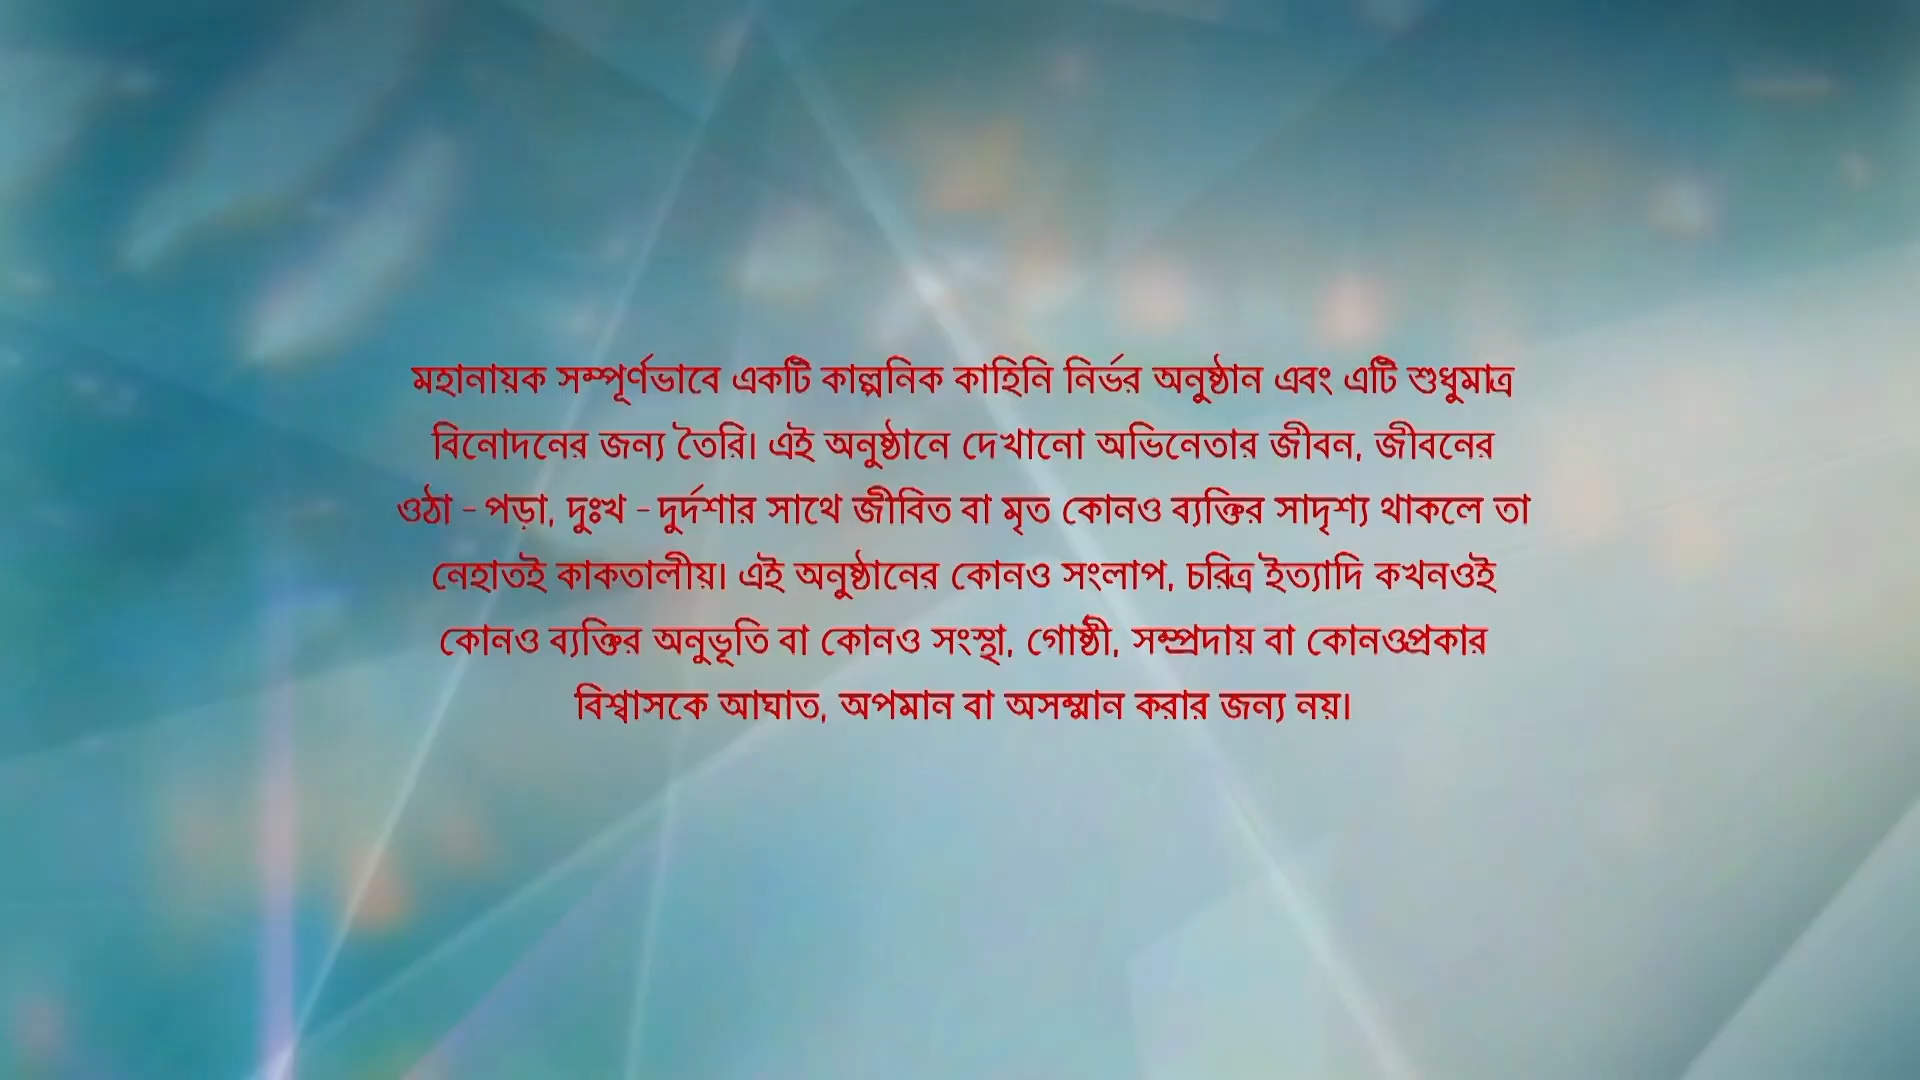 মহানায়ক সম্পূর্ণভাবে একটি কাল্পনিক কাহিনি নির্ভর অনুষ্ঠান এবং এটি শুধুমাত্র
বিনোদনের জন্য তৈরি। এই অনুষ্ঠানে দেখানো অভিনেতার জীবন, জীবনের
ওঠা - পড়া, দুঃখ - দুর্দশার সাথে জীবিত বা মৃত কোনও ব্যক্তির সাদৃশ্য থাকলে তা
নেহাতই কাকতালীয়। এই অনুষ্ঠানের কোনও সংলাপ, চরিত্র ইত্যাদি কখনওই
কোনও ব্যক্তির অনুভূতি বা কোনও সংস্থা, গোষ্ঠী, সম্প্রদায় বা কোনওপ্রকার
বিশ্বাসকে আঘাত, অপমান বা অসম্মান করার জন্য নয়।